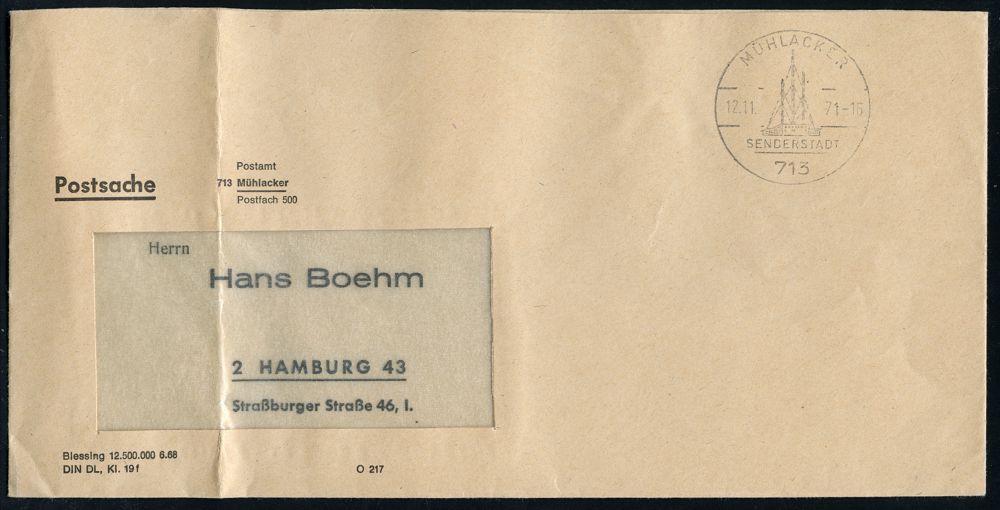 MÜHLACKER
12.11. 71-16
SENDERSTADT
713
Postsache
Postamt
713 Mühlacker
Postfach 500
Herrn
Hans Boehm
2 HAMBURG 43
Straßburger Straße 46, I.
Blessing 12.500.000 6.68
DIN DL, Kl. 19f
O 217